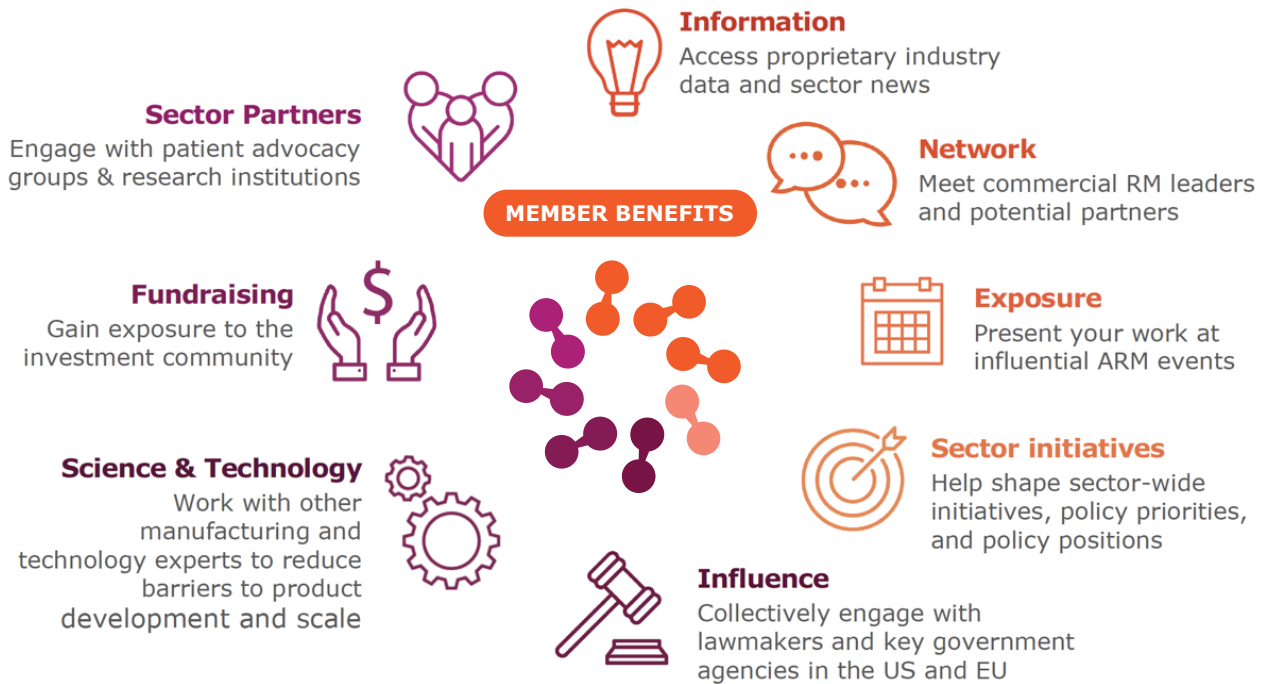 Information
Access proprietary industry
data and sector news
Sector Partners
Engage with patient advocacy
groups & research institutions
Network
Meet commercial RM leaders
and potential partners
MEMBER BENEFITS
Fundraising
Gain exposure to the
investment community
$
Exposure
Present your work at
influential ARM events
Science & Technology
Work with other
manufacturing and
technology experts to reduce
barriers to product
development and scale
Sector initiatives
Help shape sector-wide
initiatives, policy priorities,
and policy positions
Influence
Collectively engage with
lawmakers and key government
agencies in the US and EU